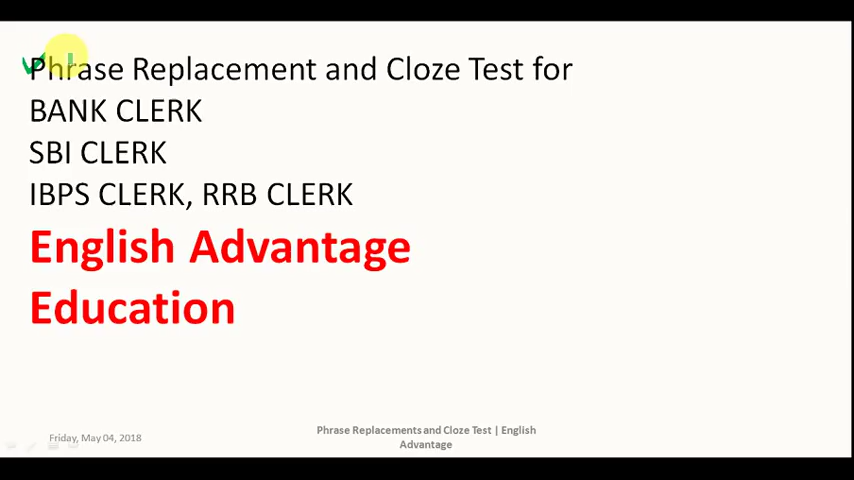 Phrase Replacement and Cloze Test for
BANK CLERK
SBI CLERK
IBPS CLERK, RRB CLERK
English Advantage
Education
Friday, May 04, 2018
Phrase Replacements and Cloze Test | English
Advantage